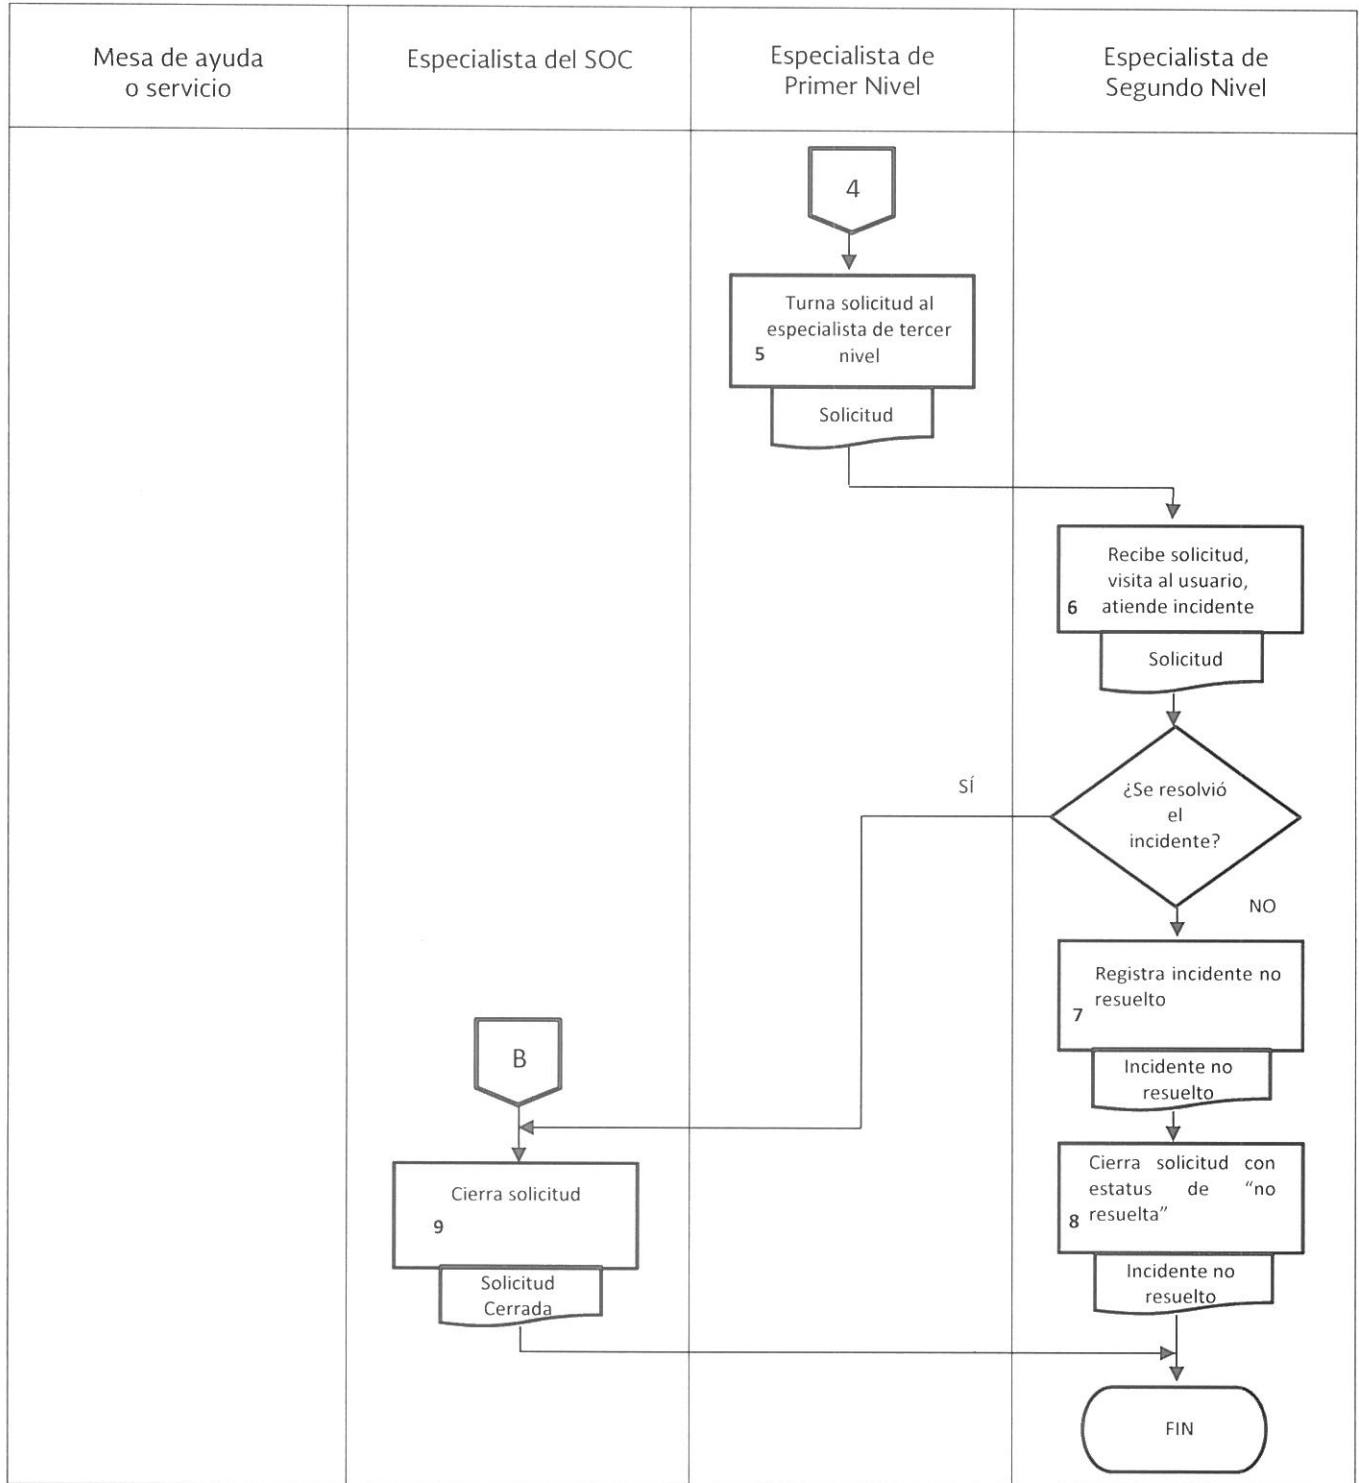 Mesa de ayuda
o servicio
Especialista del SOC
Especialista de
Primer Nivel
Especialista de
Segundo Nivel
4
Turna solicitud al
especialista de tercer
5 nivel
Solicitud
Recibe solicitud,
visita al usuario,
6 atiende incidente
Solicitud
¿Se resolvió
el
incidente?
SÍ
NO
Registra incidente no
resuelto
7
Incidente no
resuelto
B
Cierra solicitud
9
Solicitud
Cerrada
Cierra solicitud con
estatus de “no
8 resuelta”
Incidente no
resuelto
FIN